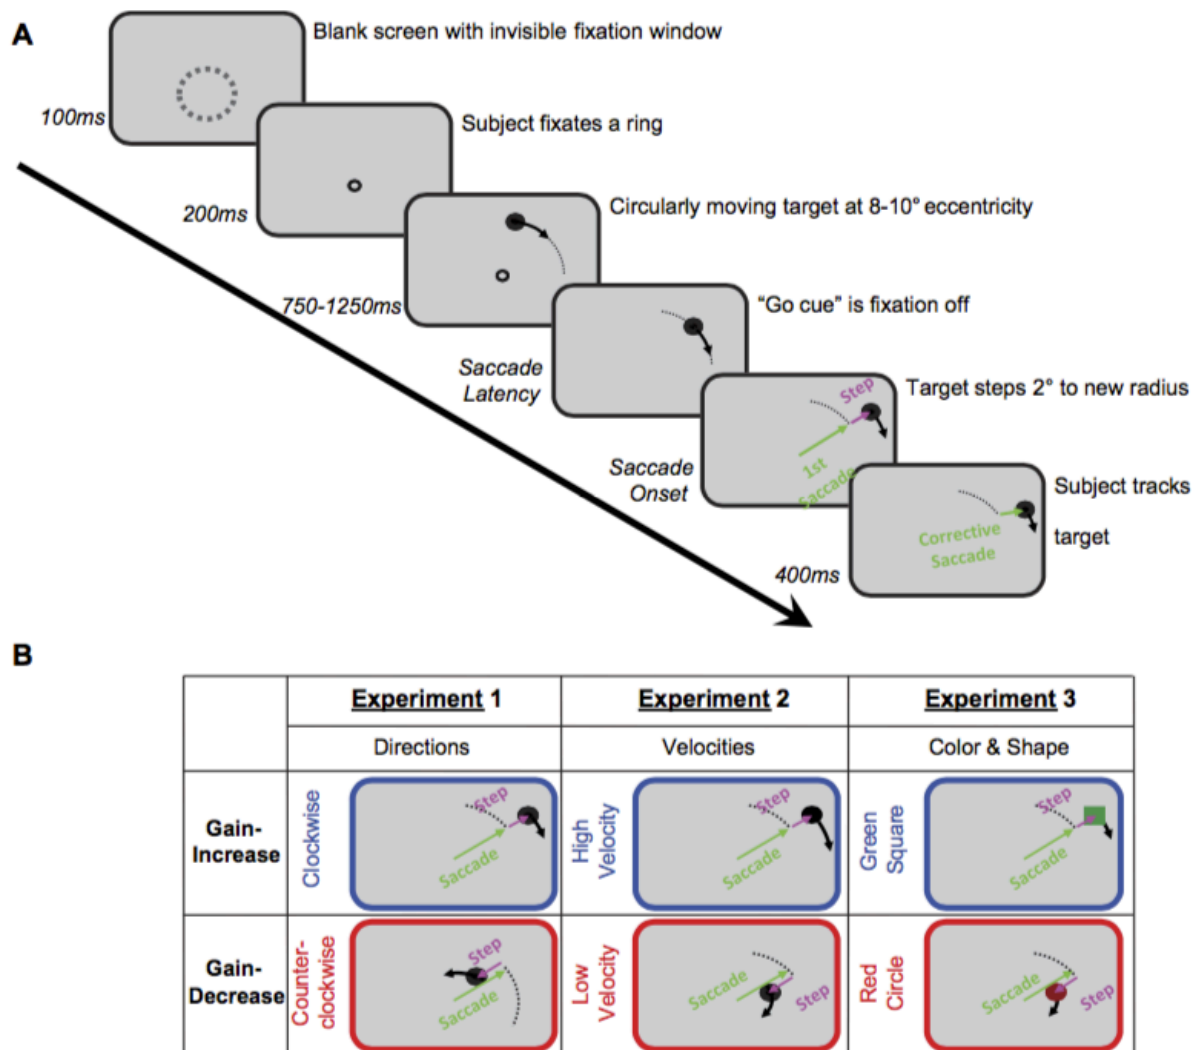 A
Blank screen with invisible fixation window
100ms
Subject fixates a ring
200ms
Circularly moving target at 8-10° eccentricity
750-1250ms
“Go cue” is fixation off
Saccade
Latency
Target steps 2° to new radius
Step
1st
Saccade
Saccade
Onset
Subject tracks
target
Corrective
Saccade
400ms
B
Experiment 1
Experiment 2
Experiment 3
Directions
Velocities
Color & Shape
Gain-
Increase
Clockwise
Step
Saccade
High
Velocity
Step
Saccade
Green
Square
Step
Saccade
Gain-
Decrease
Counter-
clockwise
Step
Saccade
Low
Velocity
Saccade
Step
Red
Circle
Saccade
Step